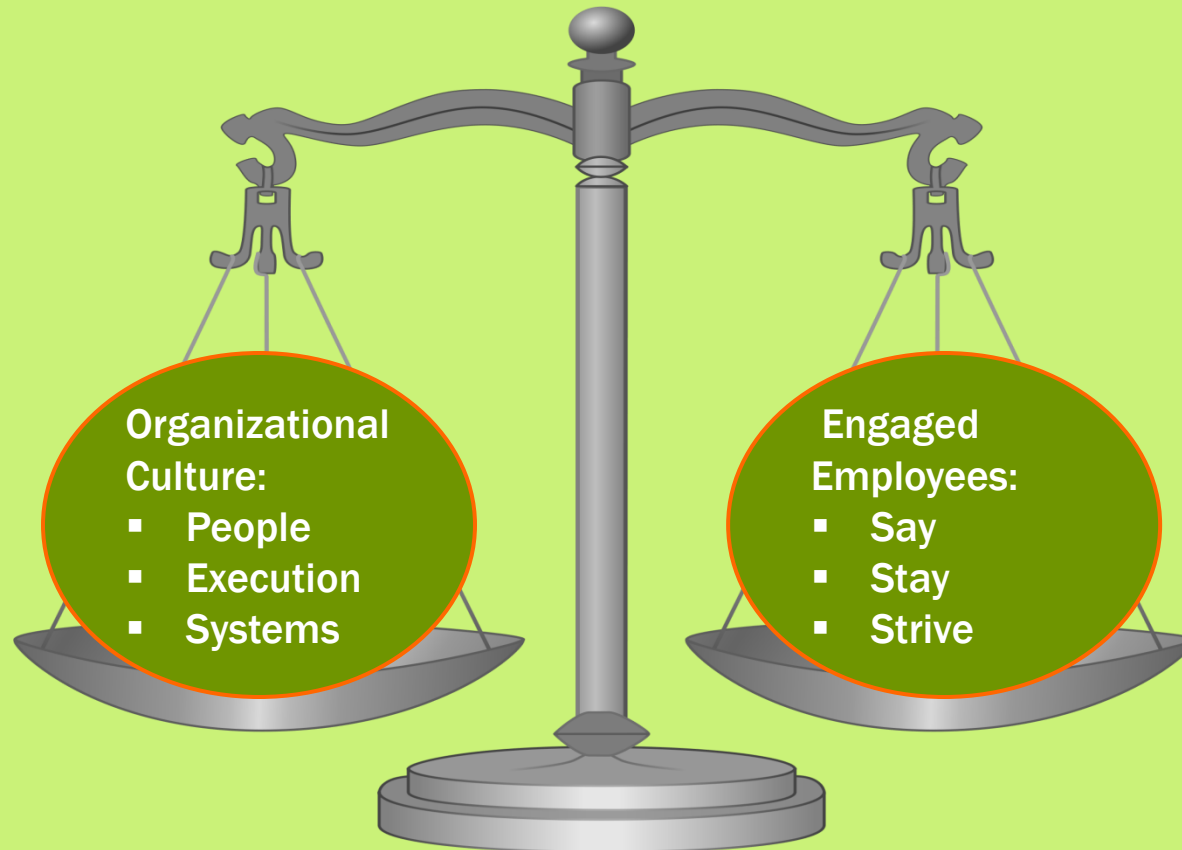 Organizational
Culture:
▪ People
▪ Execution
▪ Systems
Engaged
Employees:
▪ Say
▪ Stay
▪ Strive